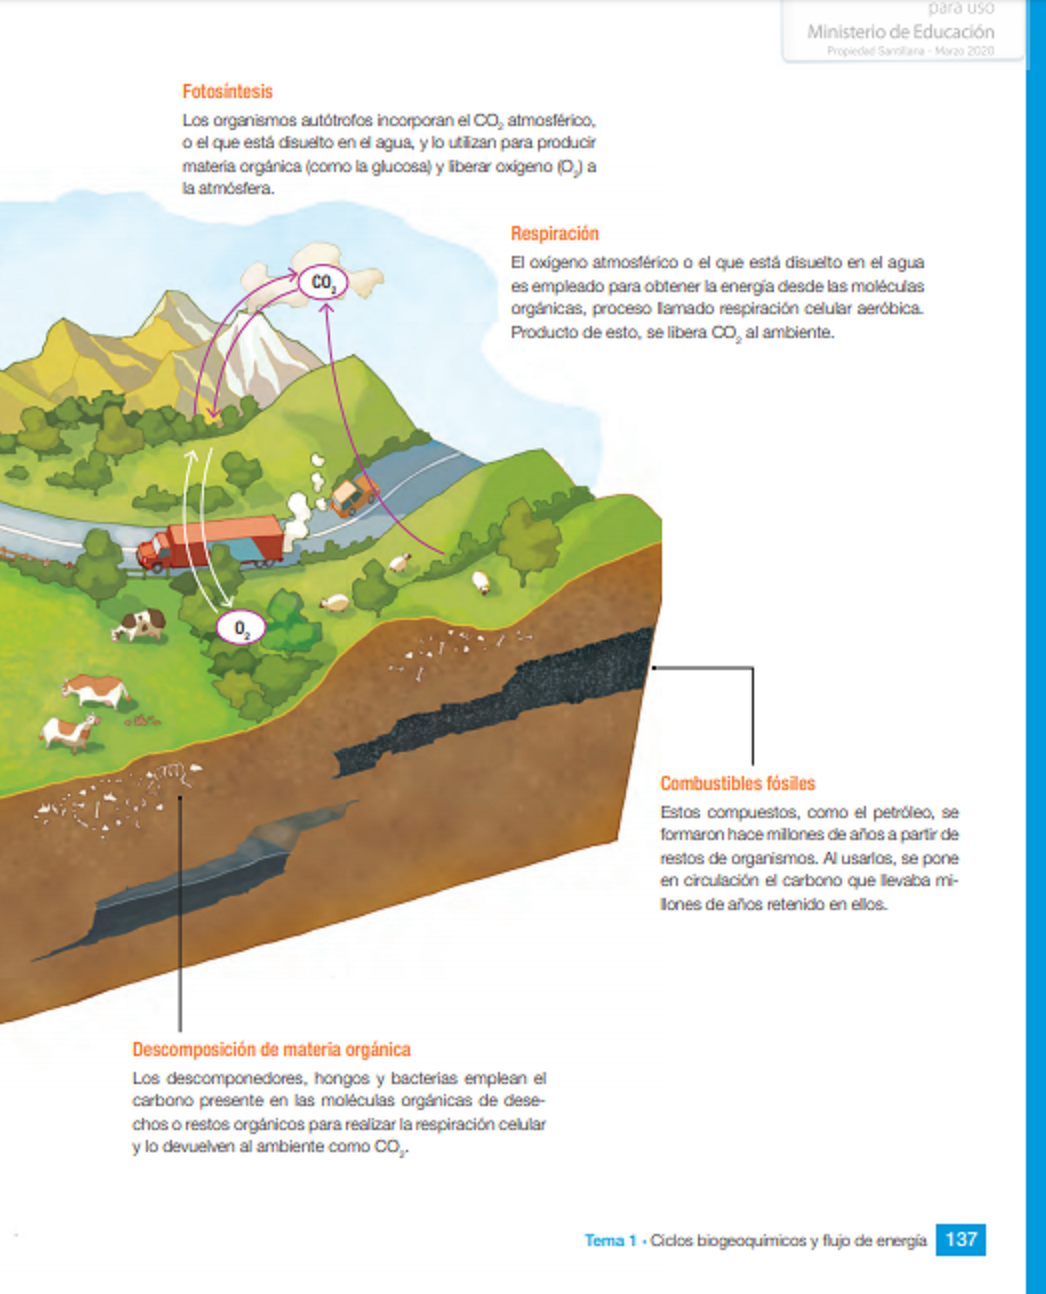 para uso
Ministerio de Educación
Propiedad Santillana - Marzo 2020
Fotosíntesis
Los organismos autótrofos incorporan el CO₂ atmosférico,
o el que está disuelto en el agua, y lo utilizan para producir
materia orgánica (como la glucosa) y liberar oxígeno (O₂) a
la atmósfera.
Respiración
El oxígeno atmosférico o el que está disuelto en el agua
es empleado para obtener la energía desde las moléculas
orgánicas, proceso llamado respiración celular aeróbica.
Producto de esto, se libera CO₂ al ambiente.
CO₂
O₂
Combustibles fósiles
Estos compuestos, como el petróleo, se
formaron hace millones de años a partir de
restos de organismos. Al usarlos, se pone
en circulación el carbono que llevaba mi-
llones de años retenido en ellos.
Descomposición de materia orgánica
Los descomponedores, hongos y bacterias emplean el
carbono presente en las moléculas orgánicas de dese-
chos o restos orgánicos para realizar la respiración celular
y lo devuelven al ambiente como CO₂.
Tema 1 • Ciclos biogeoquímicos y flujo de energía 137